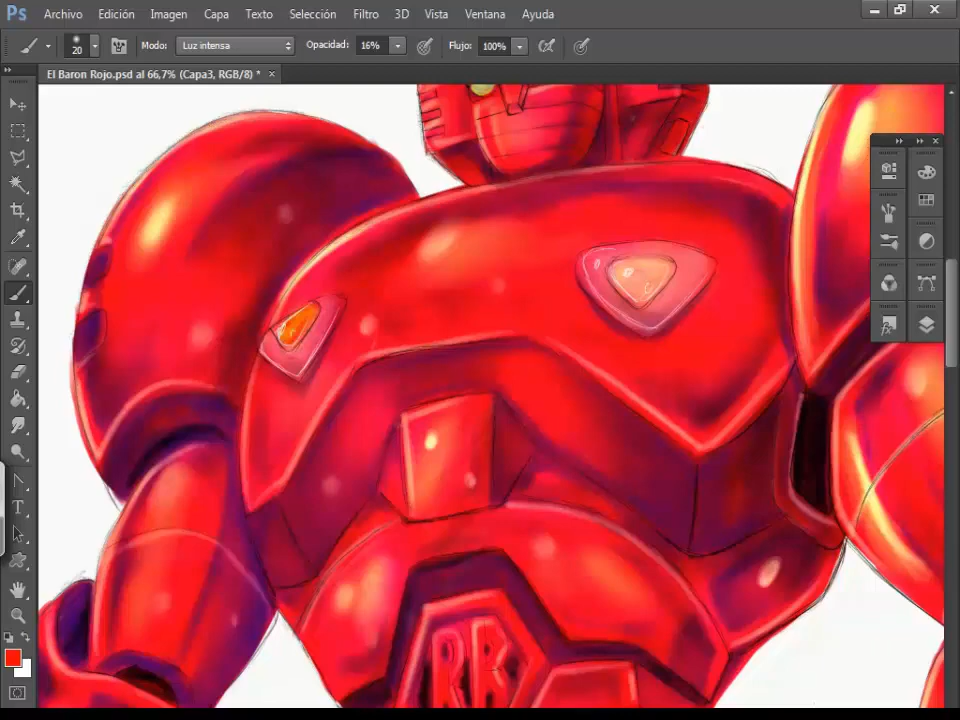 Ps Archivo Edición Imagen Capa Texto Selección Filtro 3D Vista Ventana Ayuda
20 Modo: Luz intensa Opacidad: 16% Flujo: 100%
El Baron Rojo.psd al 66,7% (Capa3, RGB/8) * ×
RB